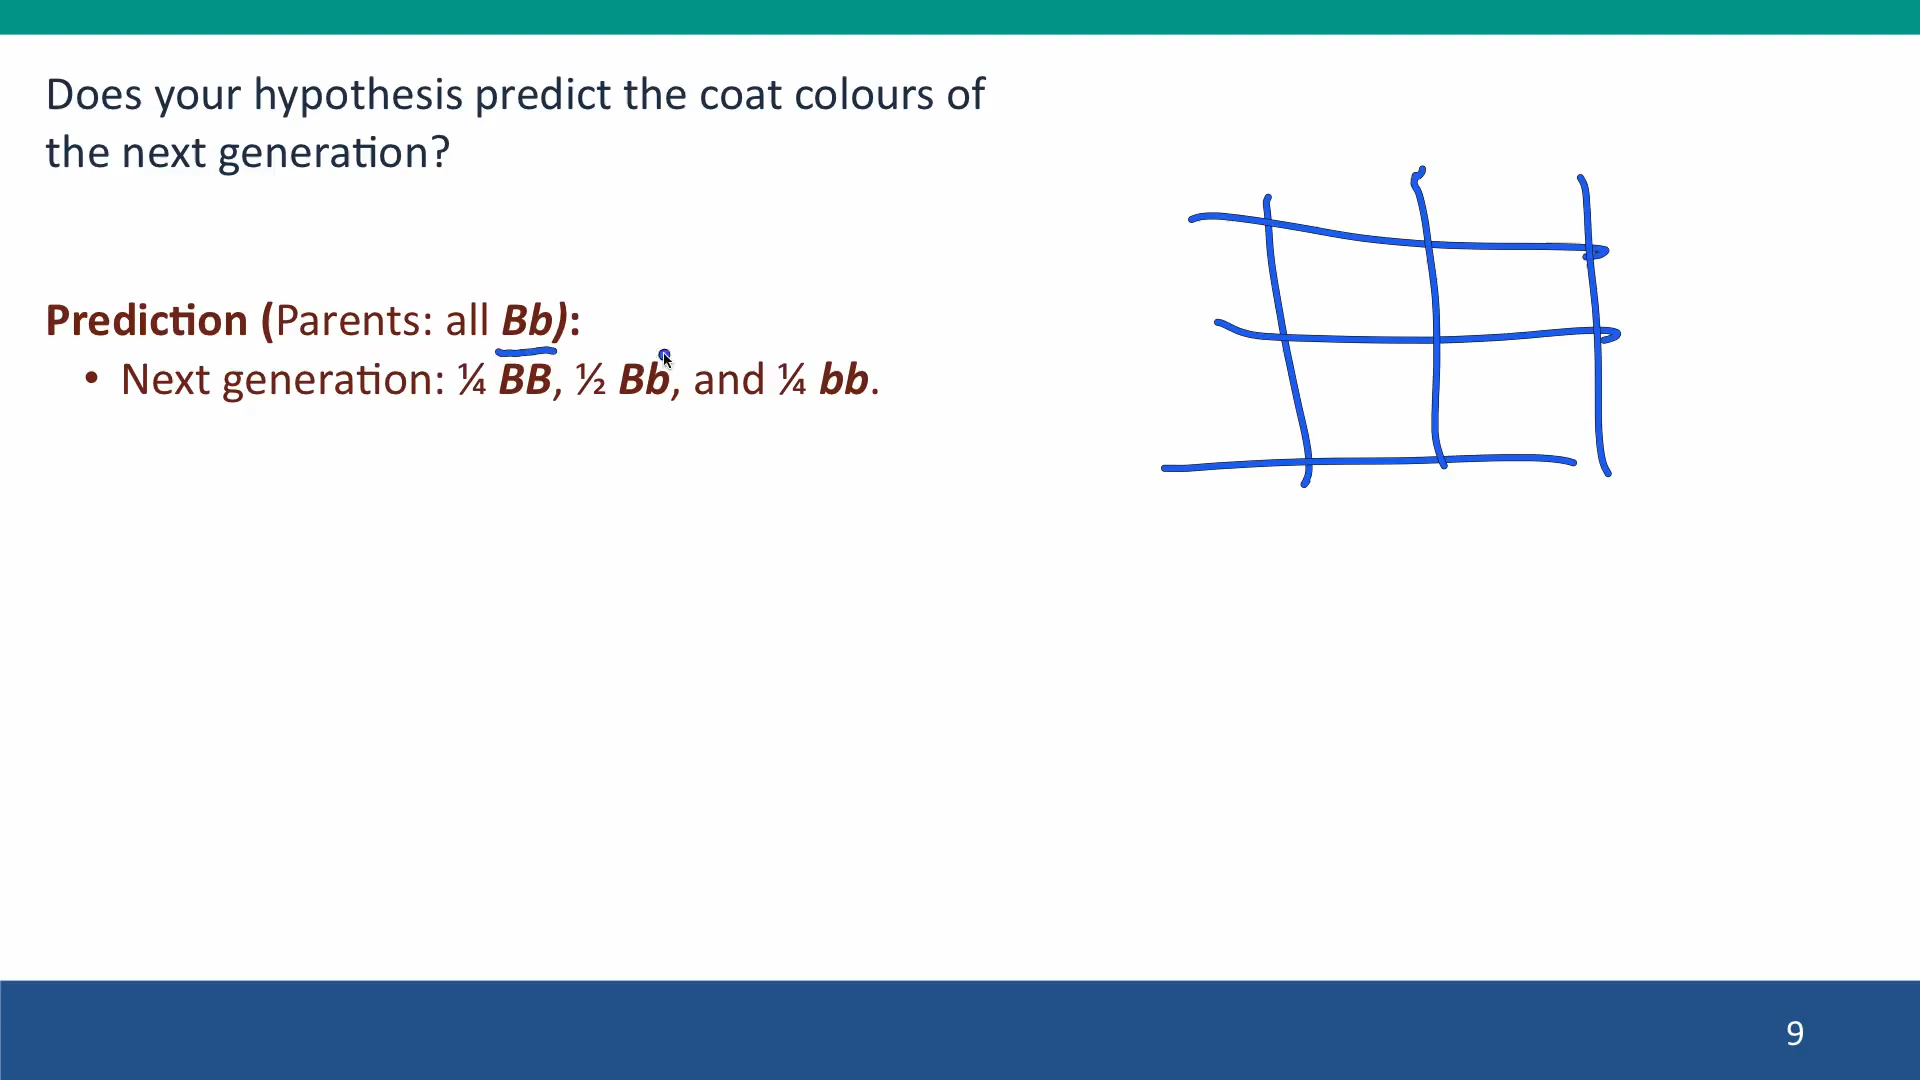 Does your hypothesis predict the coat colours of
the next generation?
Prediction (Parents: all Bb):
• Next generation: ¼ BB, ½ Bb, and ¼ bb.
9